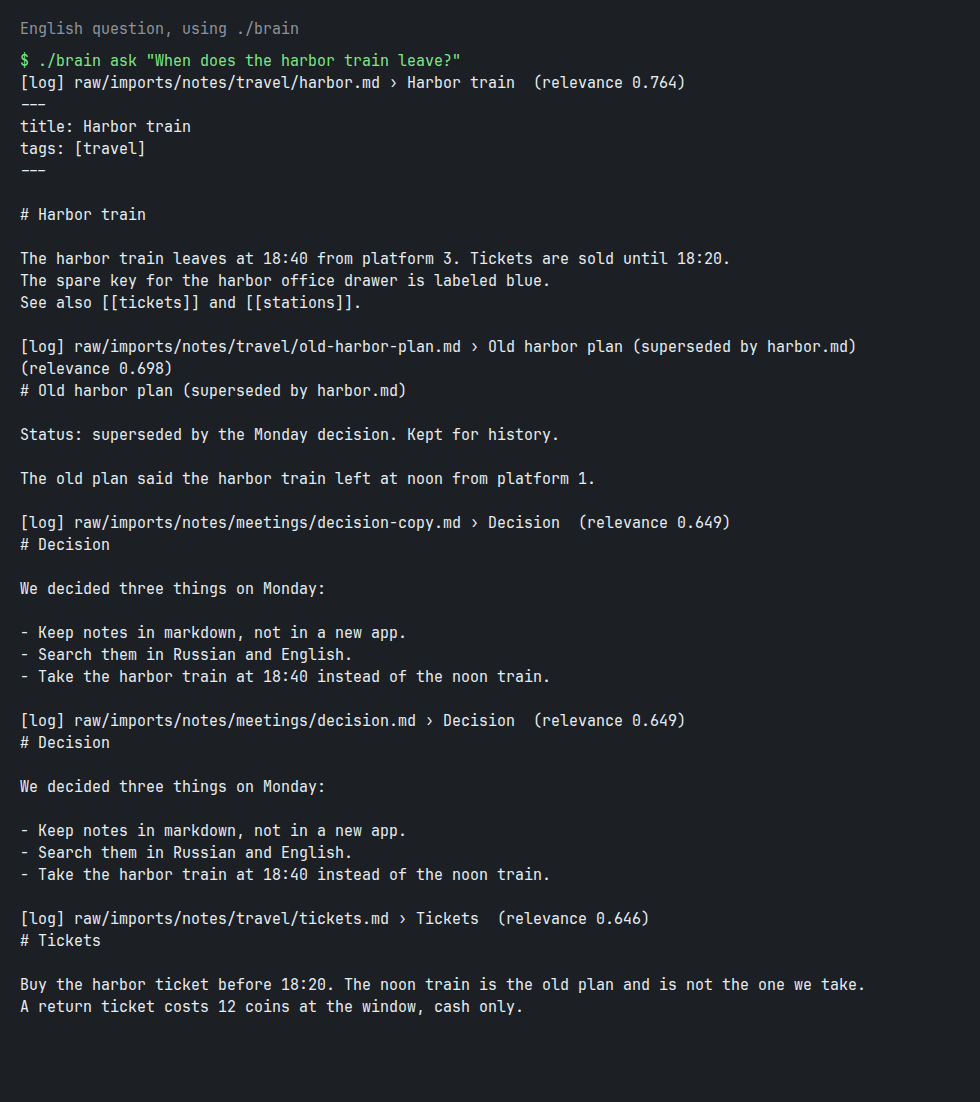 English question, using ./brain
$ ./brain ask "When does the harbor train leave?"
[log] raw/imports/notes/travel/harbor.md › Harbor train  (relevance 0.764)
---
title: Harbor train
tags: [travel]
---
# Harbor train
The harbor train leaves at 18:40 from platform 3. Tickets are sold until 18:20.
The spare key for the harbor office drawer is labeled blue.
See also [[tickets]] and [[stations]].
[log] raw/imports/notes/travel/old-harbor-plan.md › Old harbor plan (superseded by harbor.md)
(relevance 0.698)
# Old harbor plan (superseded by harbor.md)
Status: superseded by the Monday decision. Kept for history.
The old plan said the harbor train left at noon from platform 1.
[log] raw/imports/notes/meetings/decision-copy.md › Decision  (relevance 0.649)
# Decision
We decided three things on Monday:
- Keep notes in markdown, not in a new app.
- Search them in Russian and English.
- Take the harbor train at 18:40 instead of the noon train.
[log] raw/imports/notes/meetings/decision.md › Decision  (relevance 0.649)
# Decision
We decided three things on Monday:
- Keep notes in markdown, not in a new app.
- Search them in Russian and English.
- Take the harbor train at 18:40 instead of the noon train.
[log] raw/imports/notes/travel/tickets.md › Tickets  (relevance 0.646)
# Tickets
Buy the harbor ticket before 18:20. The noon train is the old plan and is not the one we take.
A return ticket costs 12 coins at the window, cash only.